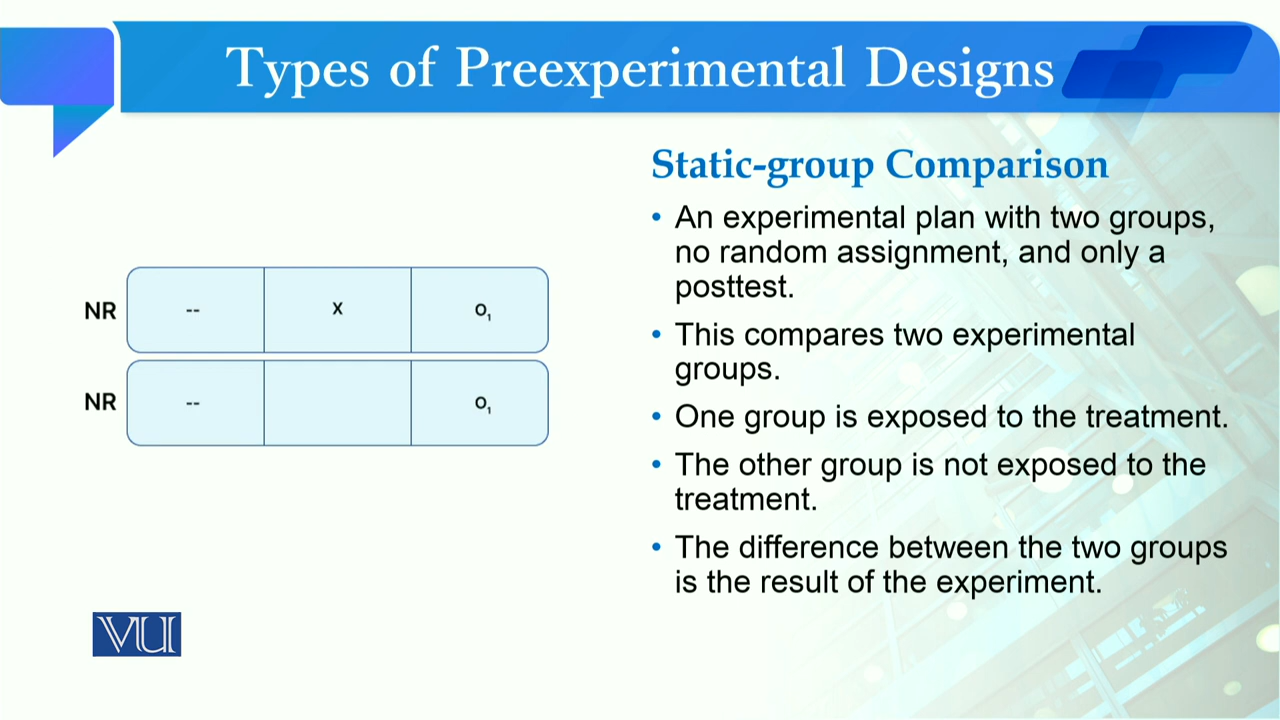 Types of Preexperimental Designs
Static-group Comparison
• An experimental plan with two groups,
no random assignment, and only a
posttest.
• This compares two experimental
groups.
• One group is exposed to the treatment.
• The other group is not exposed to the
treatment.
• The difference between the two groups
is the result of the experiment.
NR -- X O₁
NR -- O₁
VU